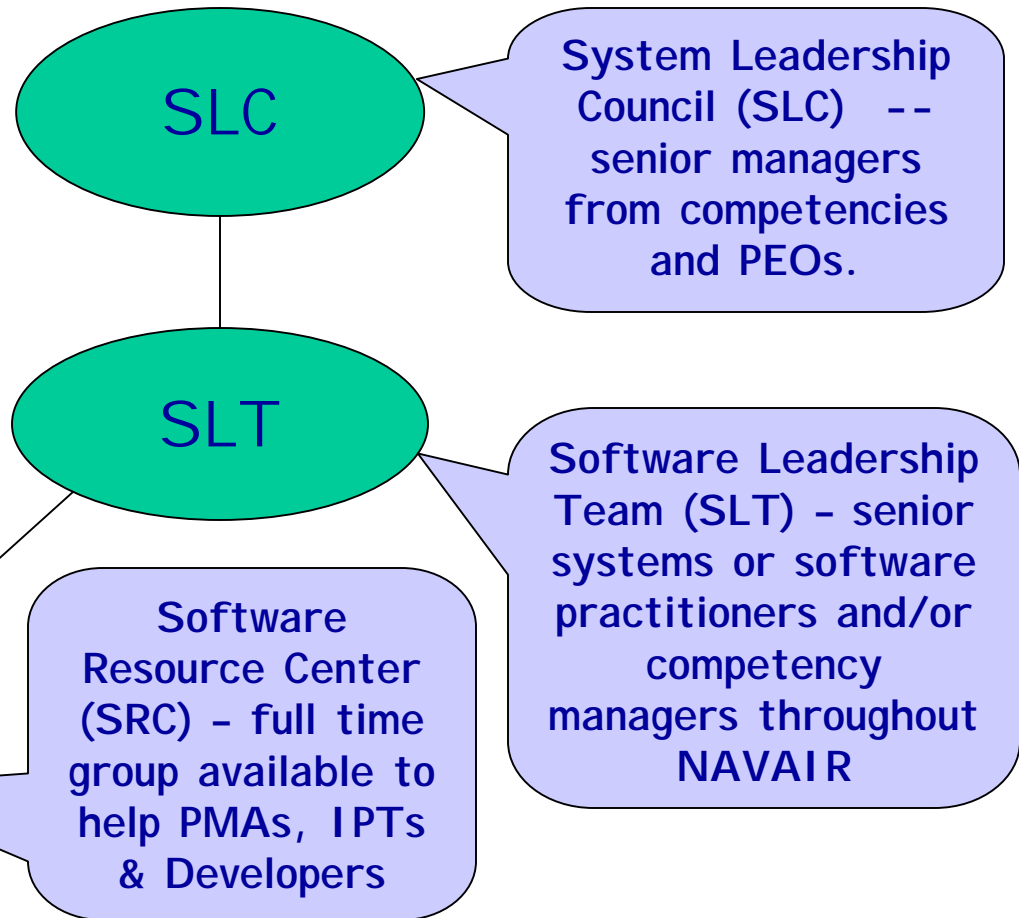 SLC
System Leadership
Council (SLC) --
senior managers
from competencies
and PEOs.
SLT
Software Leadership
Team (SLT) – senior
systems or software
practitioners and/or
competency
managers throughout
NAVAIR
Software
Resource Center
(SRC) – full time
group available to
help PMAs, IPTs
& Developers